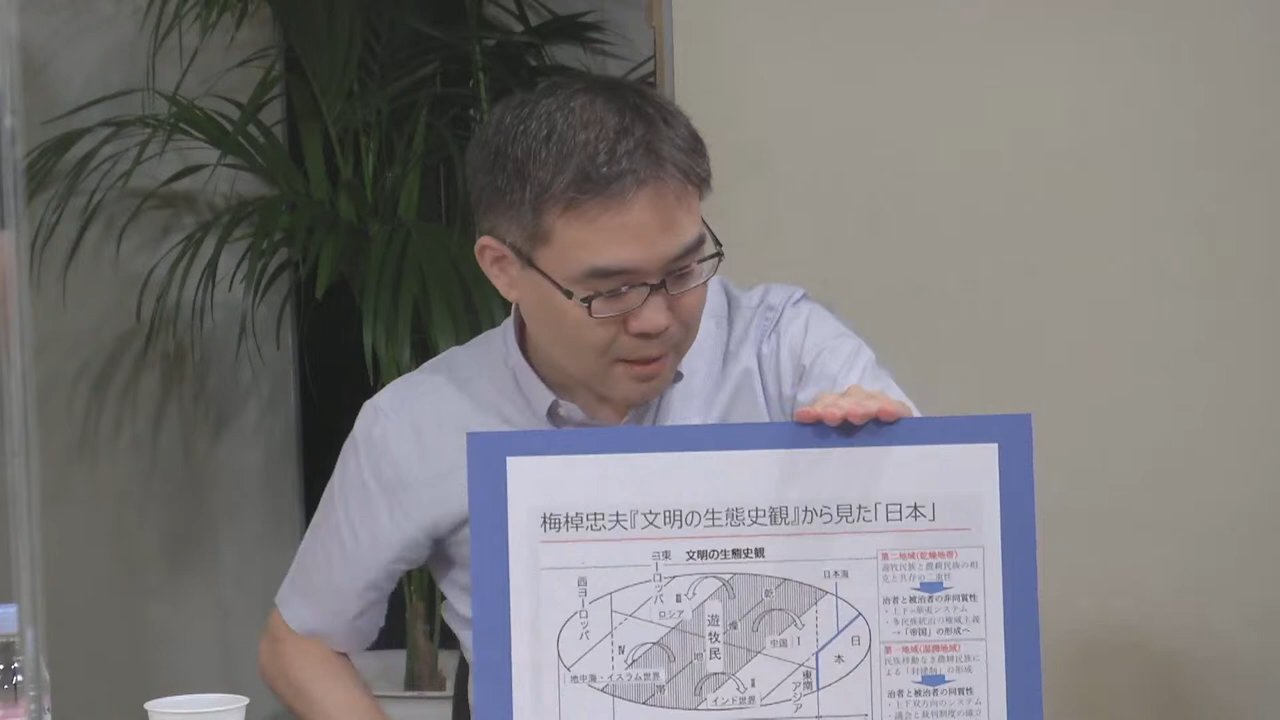 梅棹忠夫『文明の生態史観』から見た「日本」
文明の生態史観
西ヨーロッパ
東ヨーロッパ
日本海
ロシア
遊牧民
乾
燥
地
帯
中国
I
II
III
IV
日本
東南アジア
地中海・イスラム世界
インド世界
第二地域(乾燥地帯)
遊牧民族と農耕民族の相
克と共存の二重性
治者と被治者の非同質性
・上下=華夷システム
・多民族統治の権威主義
→「帝国」の形成へ
第一地域(湿潤地域)
民族移動なき農耕民族に
よる「封建制」の形成
治者と被治者の同質性
・上下双方向のシステム
・議会と裁判制度の確立